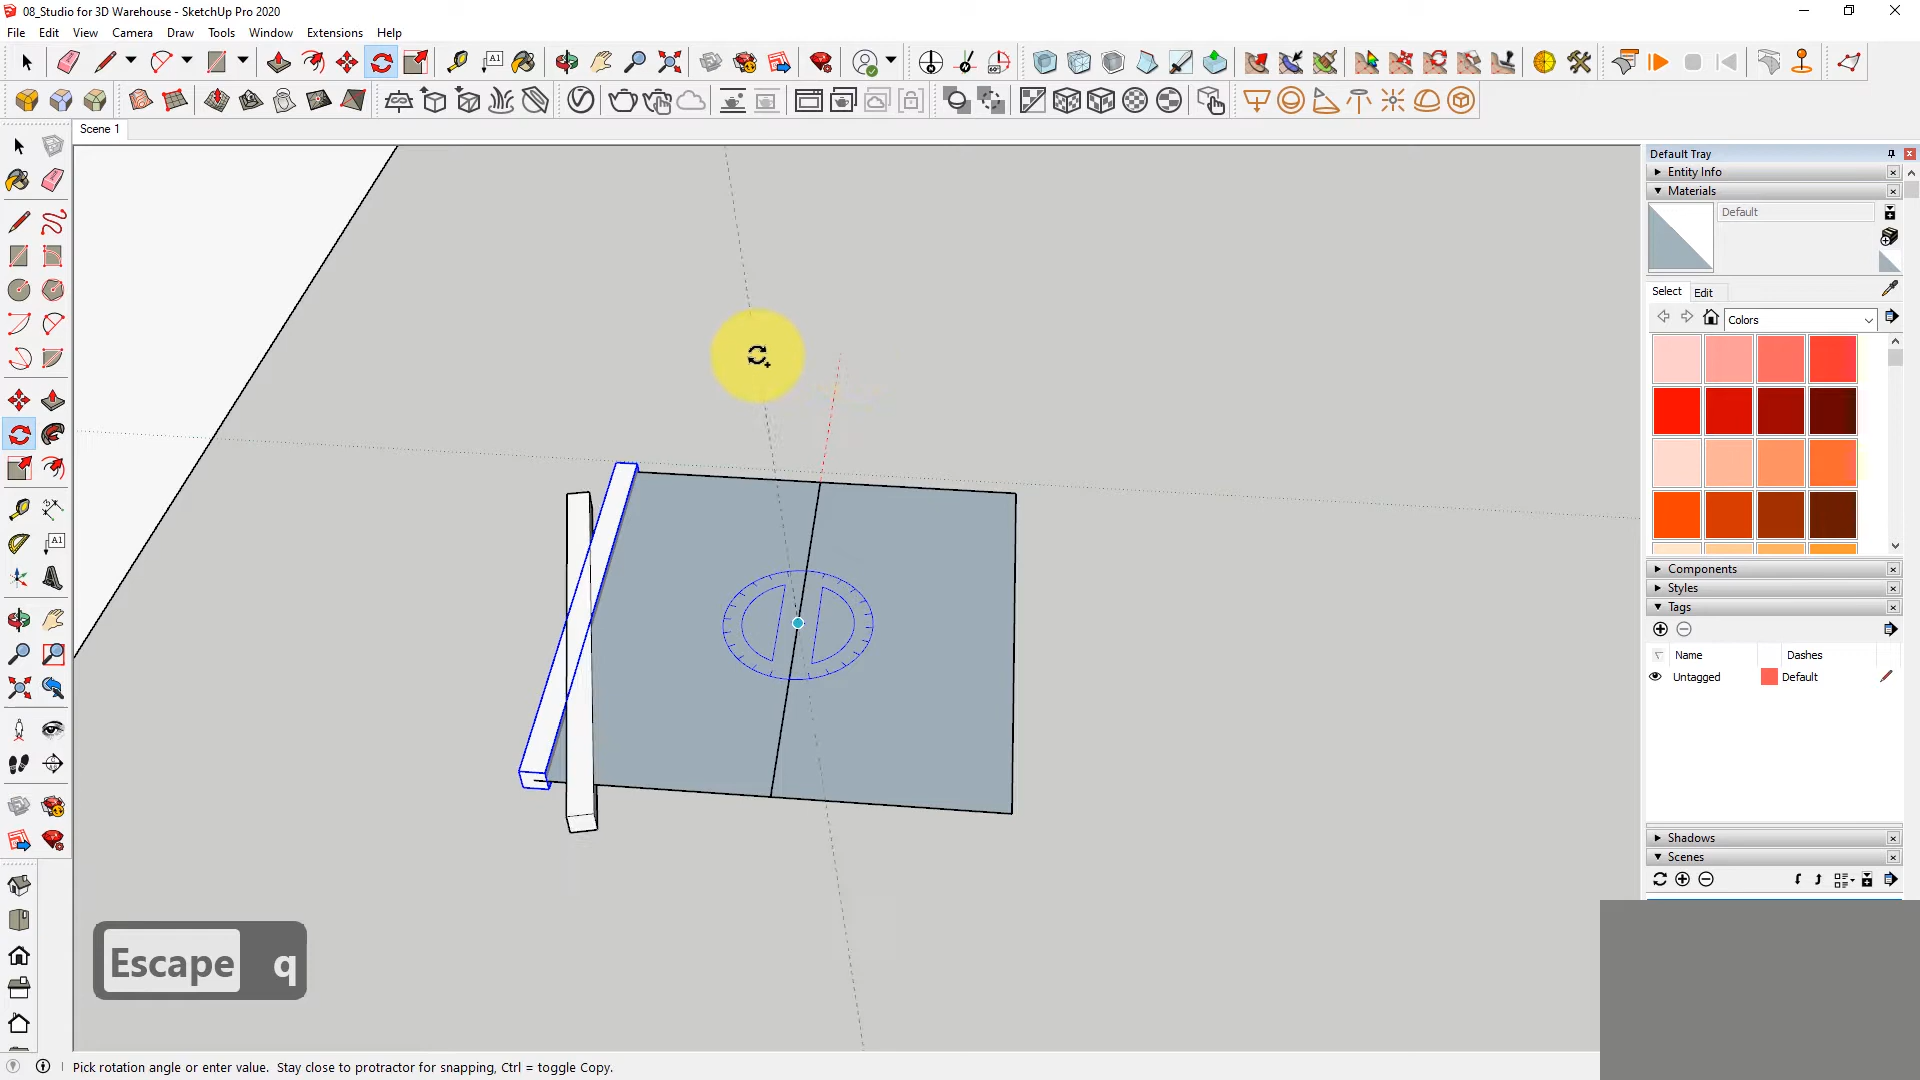 08_Studio for 3D Warehouse - SketchUp Pro 2020
File Edit View Camera Draw Tools Window Extensions Help
Scene 1
Default Tray
Entity Info
Materials
Default
Select Edit
Colors
Components
Styles
Tags
Name Dashes
Untagged Default
Shadows
Scenes
Escape q
Pick rotation angle or enter value. Stay close to protractor for snapping, Ctrl = toggle Copy.